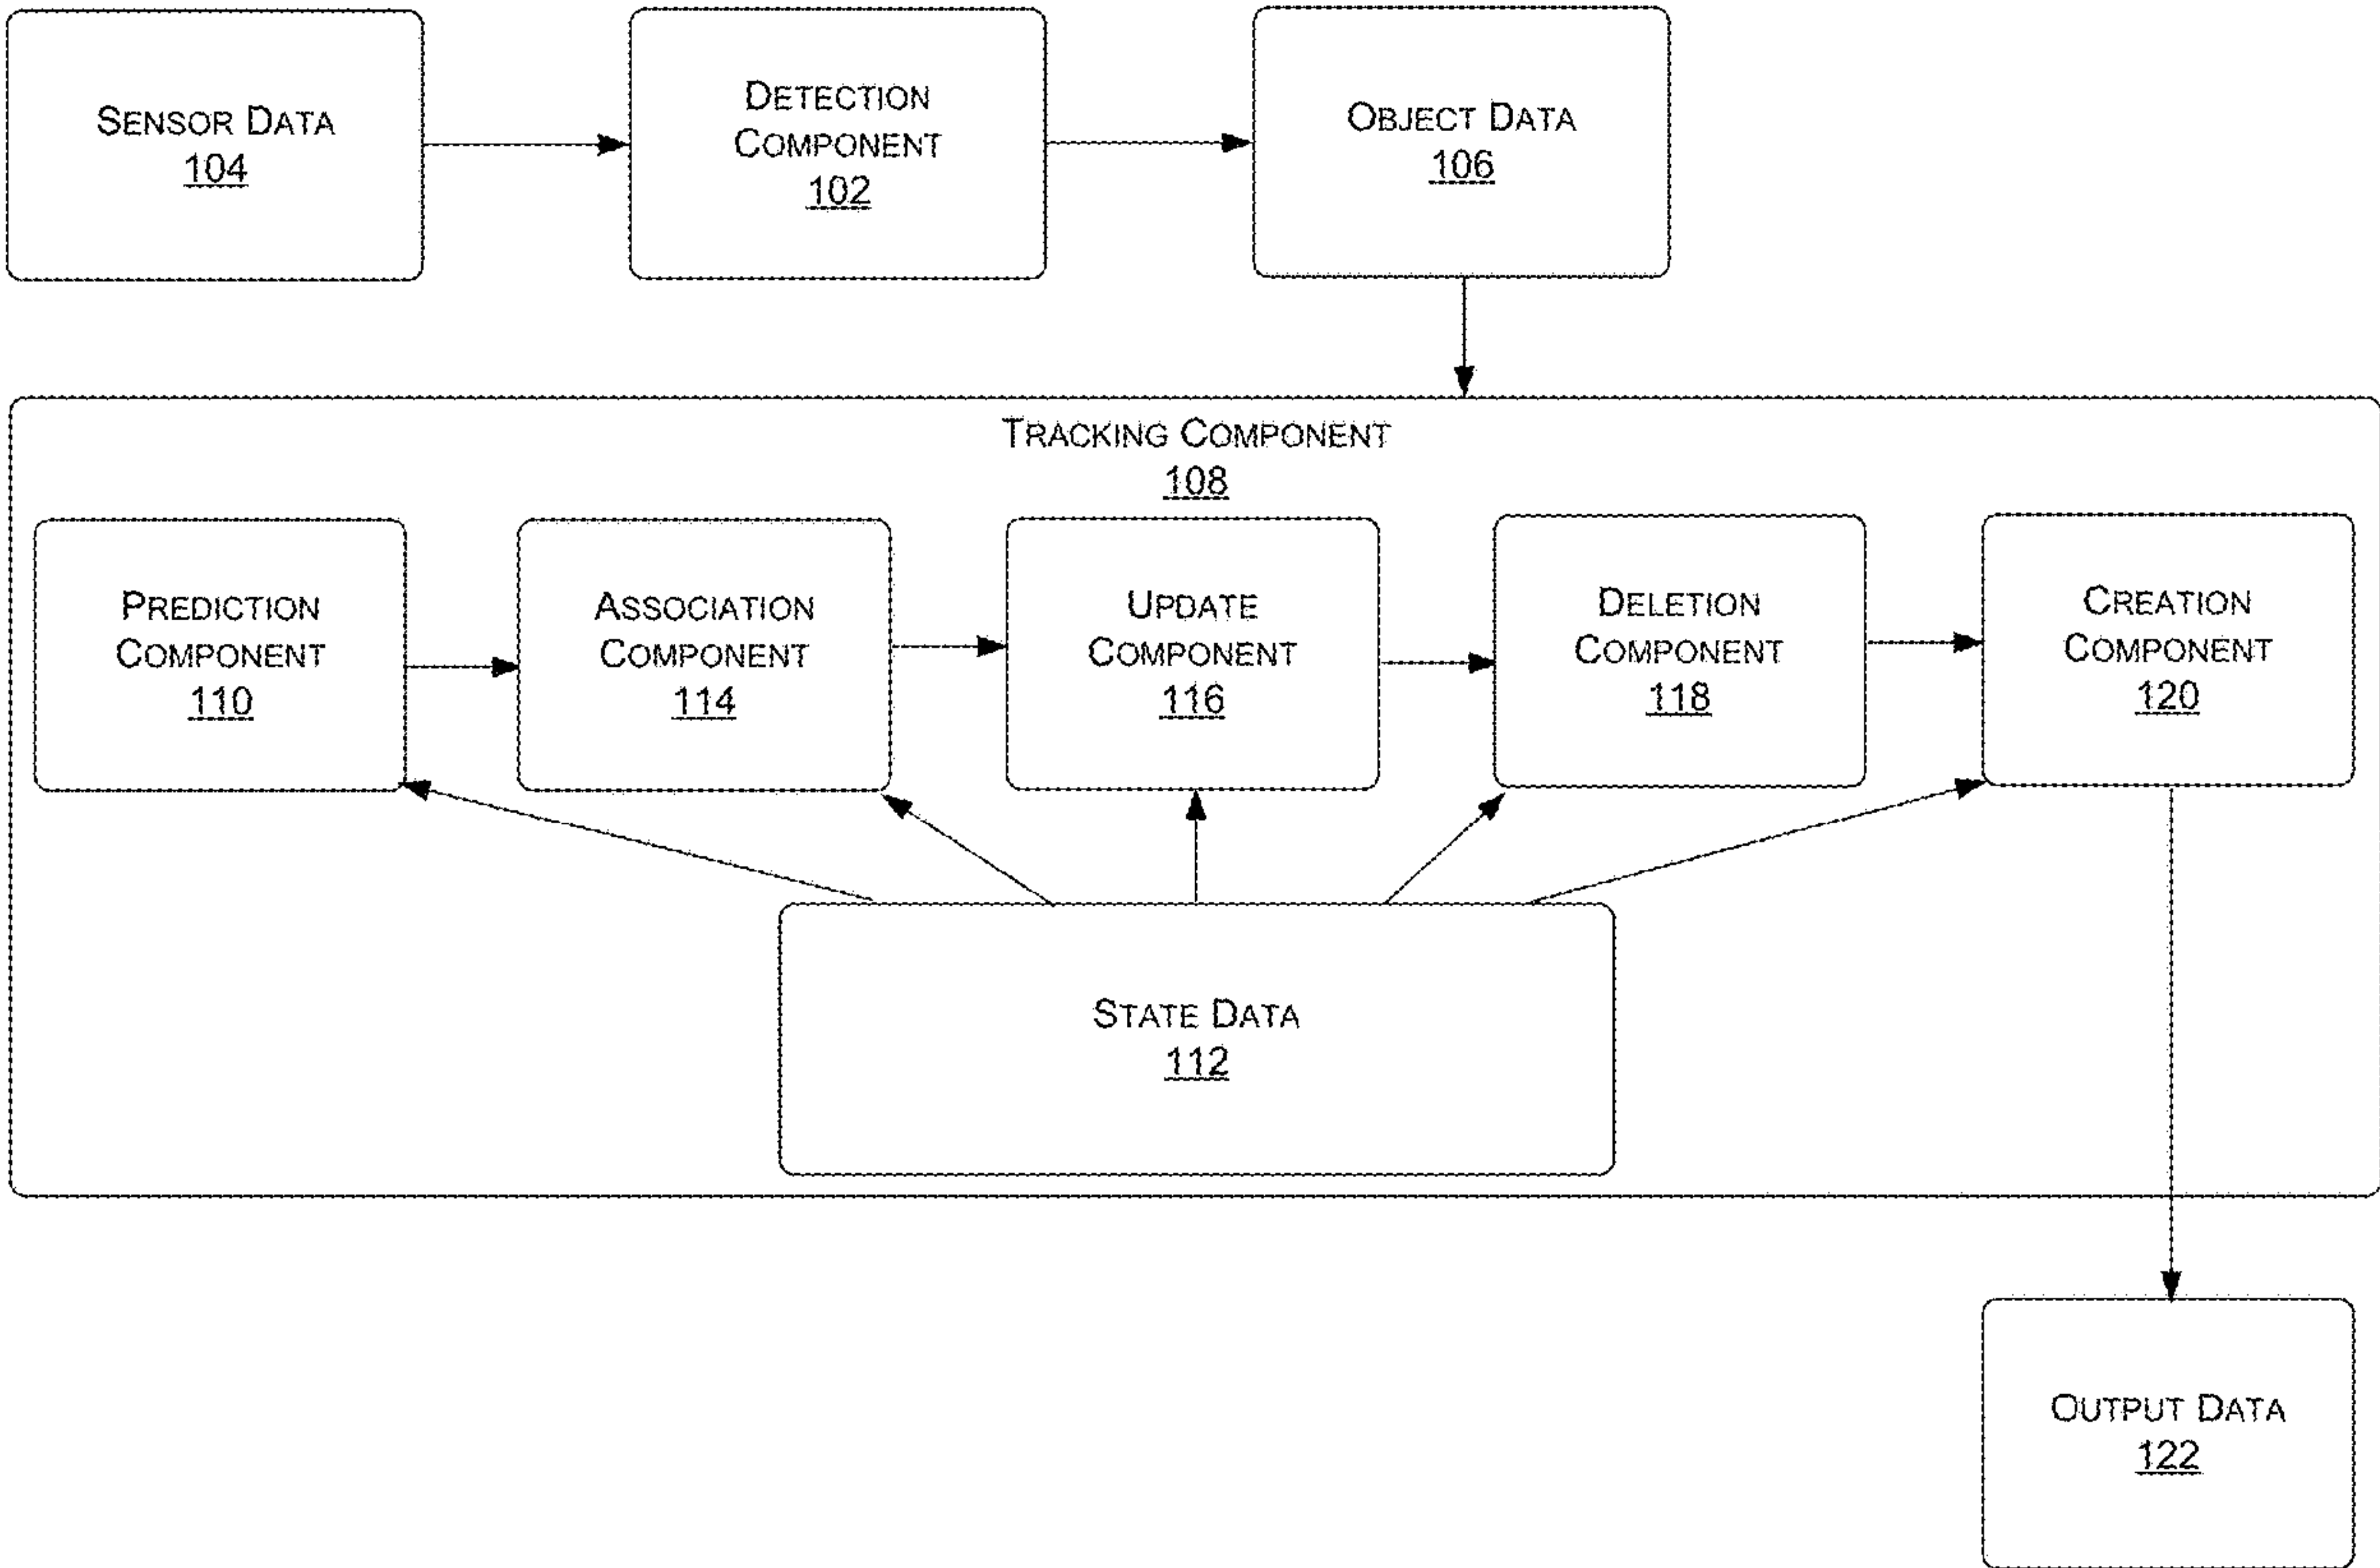 SENSOR DATA
104
DETECTION
COMPONENT
102
OBJECT DATA
106
TRACKING COMPONENT
108
PREDICTION
COMPONENT
110
ASSOCIATION
COMPONENT
114
UPDATE
COMPONENT
116
DELETION
COMPONENT
118
CREATION
COMPONENT
120
STATE DATA
112
OUTPUT DATA
122